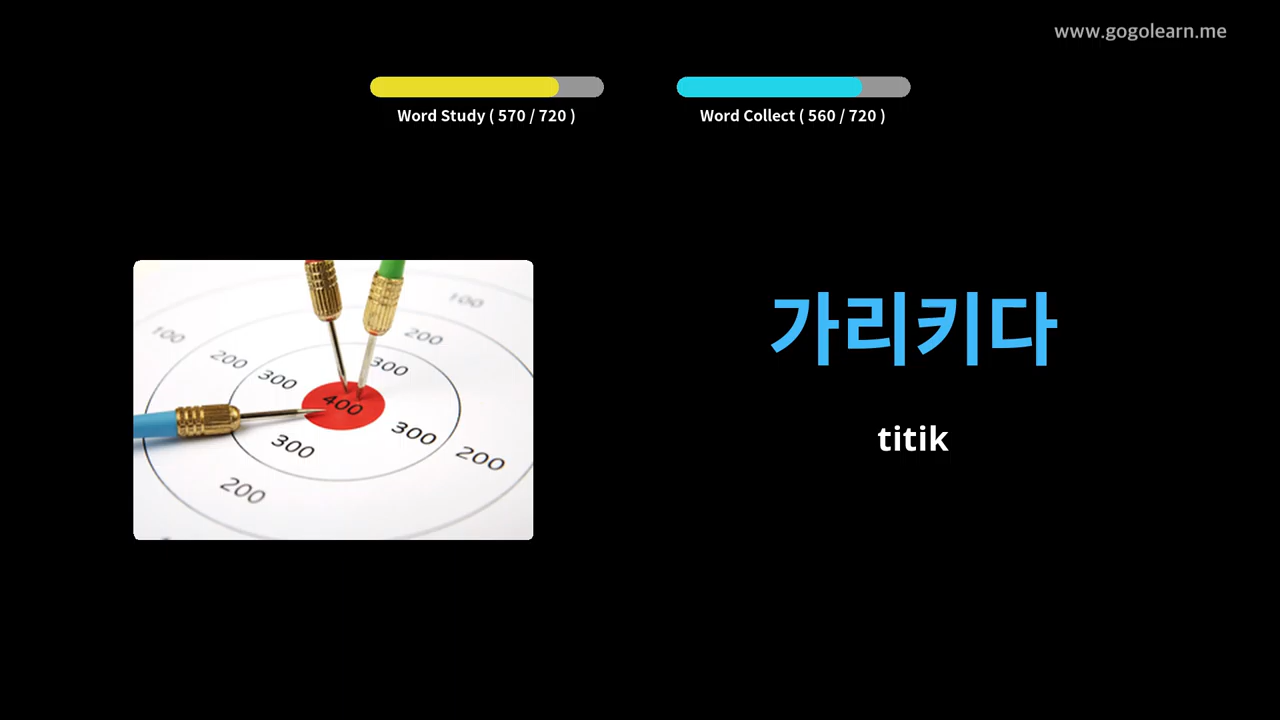 www.gogolearn.me
Word Study ( 570 / 720 )
Word Collect ( 560 / 720 )
가리키다
titik
100
100
200
200
300
300
400
300
300
200
200